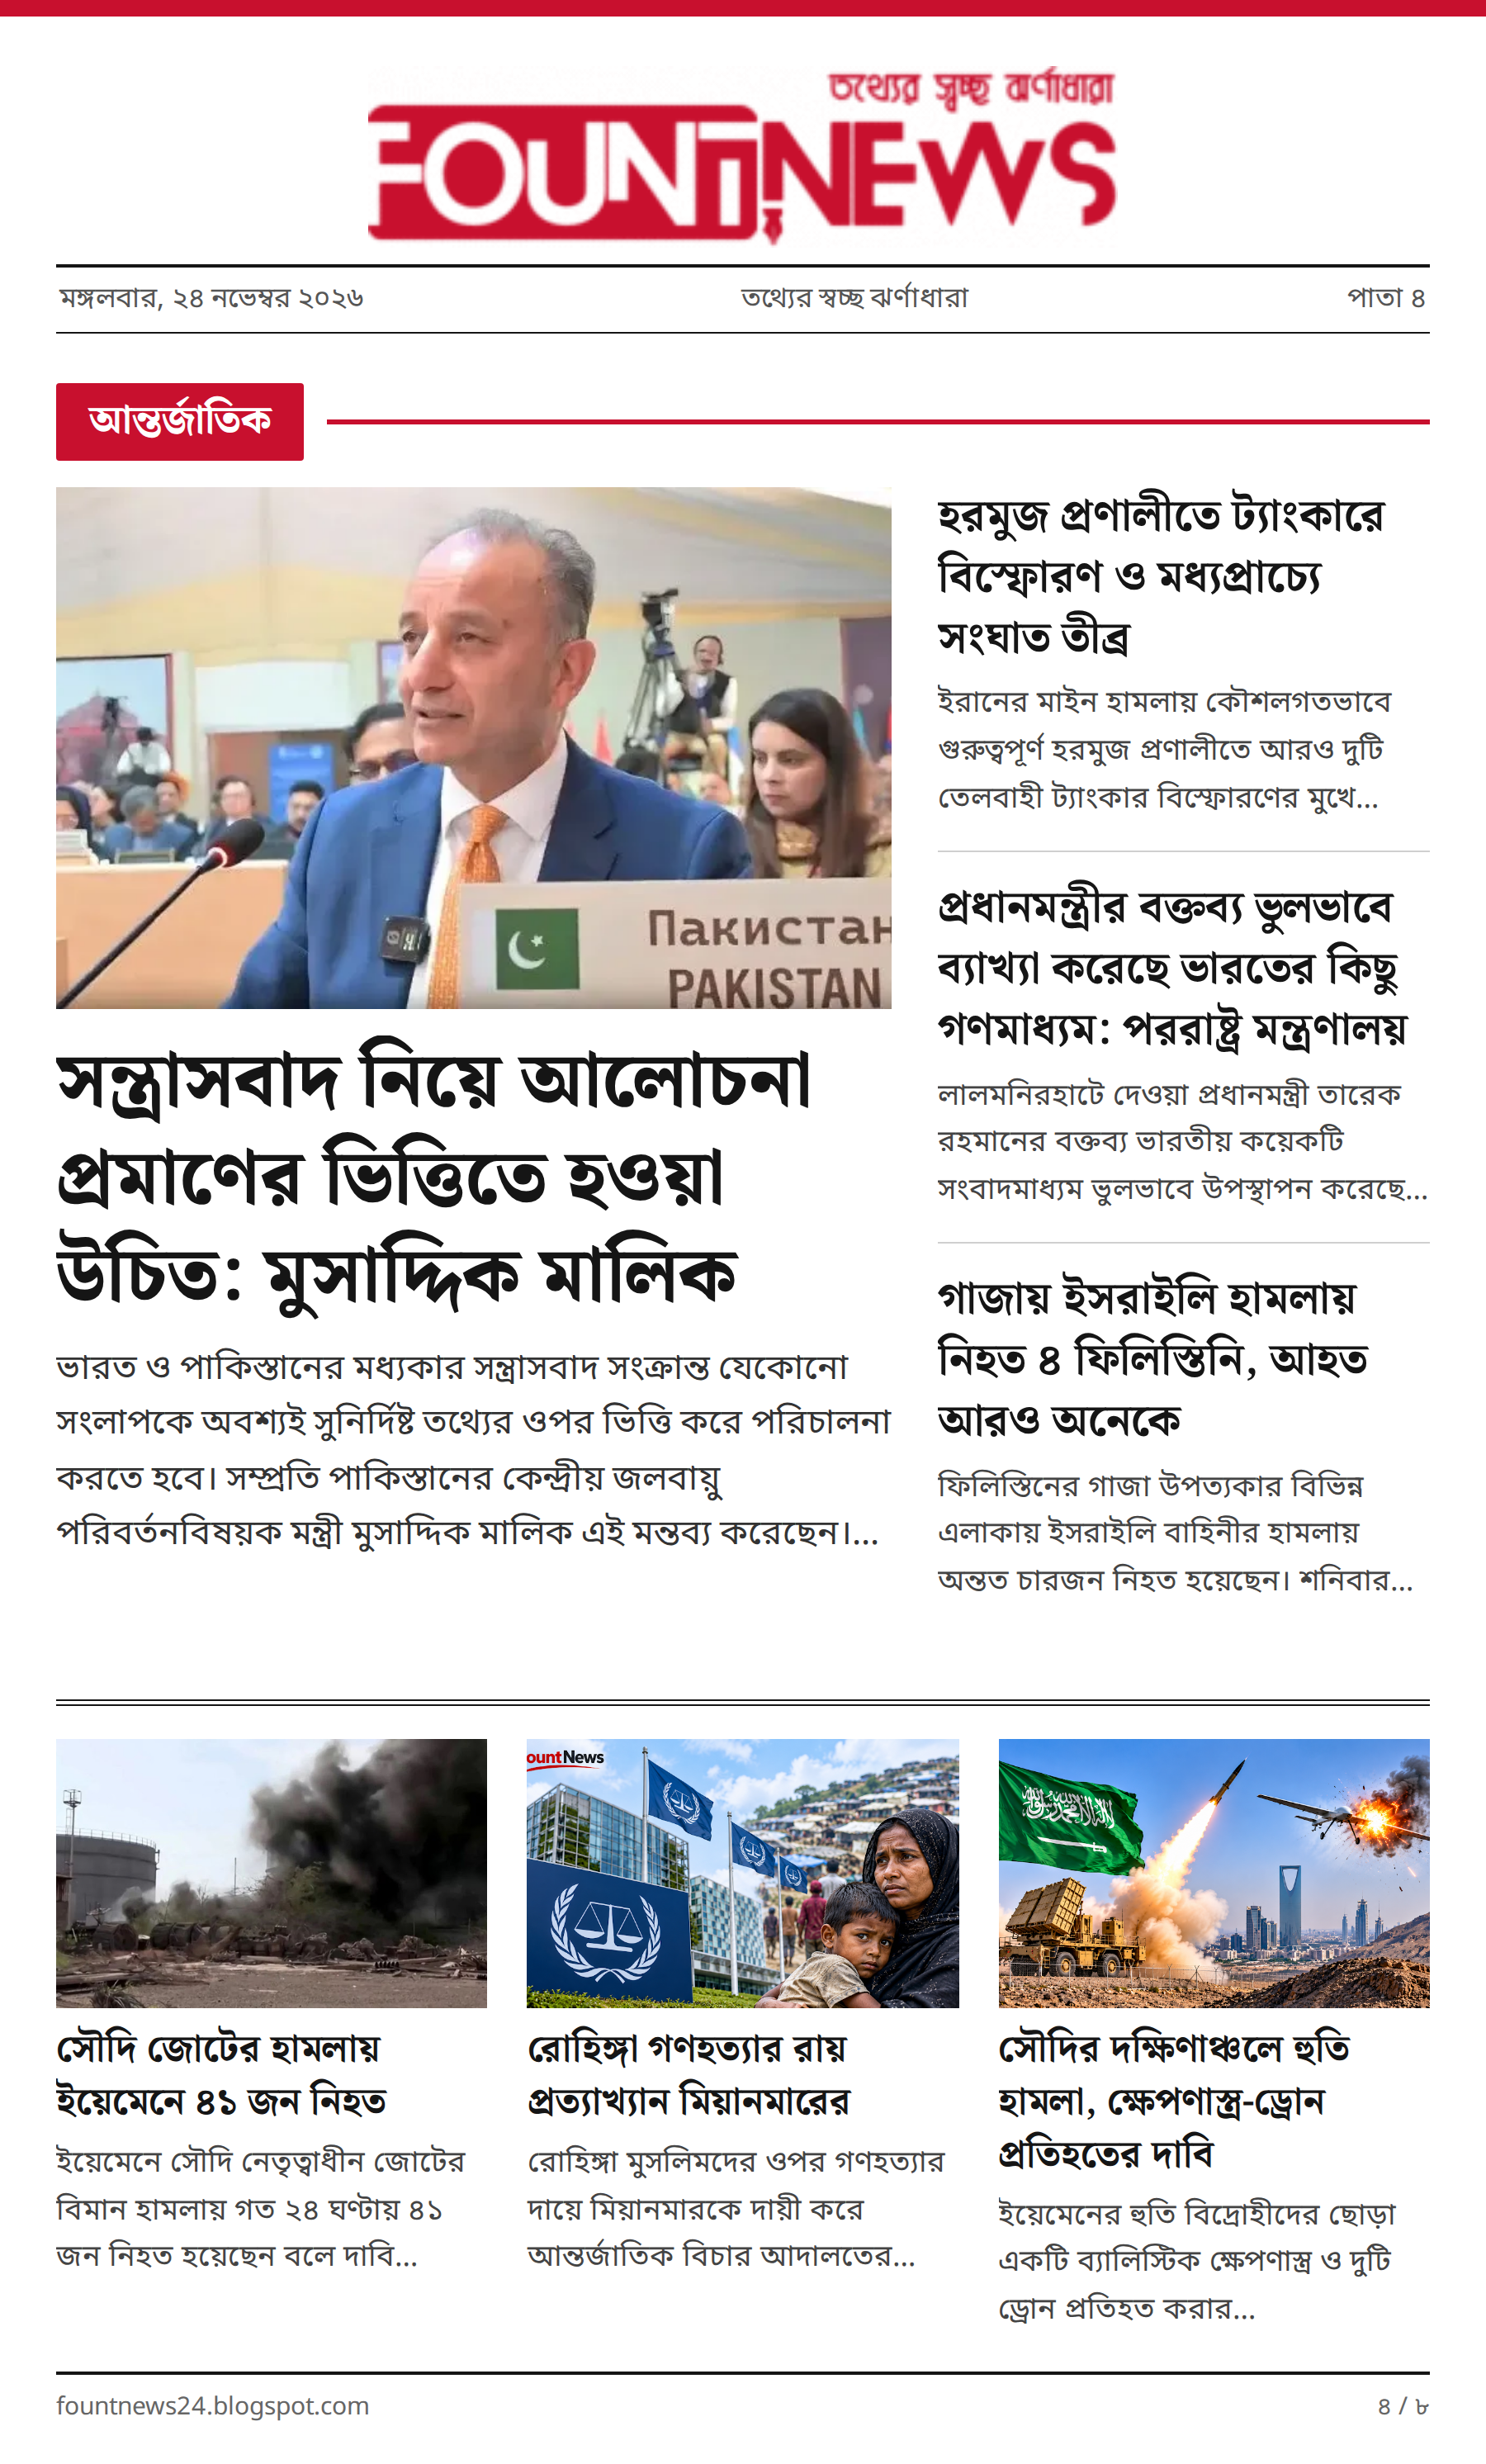 তথ্যের স্বচ্ছ ঝর্ণাধারা
FOUNT NEWS
মঙ্গলবার, ২৪ নভেম্বর ২০২৬
তথ্যের স্বচ্ছ ঝর্ণাধারা
পাতা ৪
আন্তর্জাতিক
Пакистан
PAKISTAN
সন্ত্রাসবাদ নিয়ে আলোচনা
প্রমাণের ভিত্তিতে হওয়া
উচিত: মুসাদ্দিক মালিক
ভারত ও পাকিস্তানের মধ্যকার সন্ত্রাসবাদ সংক্রান্ত যেকোনো
সংলাপকে অবশ্যই সুনির্দিষ্ট তথ্যের ওপর ভিত্তি করে পরিচালনা
করতে হবে। সম্প্রতি পাকিস্তানের কেন্দ্রীয় জলবায়ু
পরিবর্তনবিষয়ক মন্ত্রী মুসাদ্দিক মালিক এই মন্তব্য করেছেন।...
হরমুজ প্রণালীতে ট্যাংকারে
বিস্ফোরণ ও মধ্যপ্রাচ্যে
সংঘাত তীব্র
ইরানের মাইন হামলায় কৌশলগতভাবে
গুরুত্বপূর্ণ হরমুজ প্রণালীতে আরও দুটি
তেলবাহী ট্যাংকার বিস্ফোরণের মুখে...
প্রধানমন্ত্রীর বক্তব্য ভুলভাবে
ব্যাখ্যা করেছে ভারতের কিছু
গণমাধ্যম: পররাষ্ট্র মন্ত্রণালয়
লালমনিরহাটে দেওয়া প্রধানমন্ত্রী তারেক
রহমানের বক্তব্য ভারতীয় কয়েকটি
সংবাদমাধ্যম ভুলভাবে উপস্থাপন করেছে...
গাজায় ইসরাইলি হামলায়
নিহত ৪ ফিলিস্তিনি, আহত
আরও অনেকে
ফিলিস্তিনের গাজা উপত্যকার বিভিন্ন
এলাকায় ইসরাইলি বাহিনীর হামলায়
অন্তত চারজন নিহত হয়েছেন। শনিবার...
ountNews
সৌদি জোটের হামলায়
ইয়েমেনে ৪১ জন নিহত
ইয়েমেনে সৌদি নেতৃত্বাধীন জোটের
বিমান হামলায় গত ২৪ ঘণ্টায় ৪১
জন নিহত হয়েছেন বলে দাবি...
রোহিঙ্গা গণহত্যার রায়
প্রত্যাখ্যান মিয়ানমারের
রোহিঙ্গা মুসলিমদের ওপর গণহত্যার
দায়ে মিয়ানমারকে দায়ী করে
আন্তর্জাতিক বিচার আদালতের...
সৌদির দক্ষিণাঞ্চলে হুতি
হামলা, ক্ষেপণাস্ত্র-ড্রোন
প্রতিহতের দাবি
ইয়েমেনের হুতি বিদ্রোহীদের ছোড়া
একটি ব্যালিস্টিক ক্ষেপণাস্ত্র ও দুটি
ড্রোন প্রতিহত করার...
fountnews24.blogspot.com
৪ / ৮